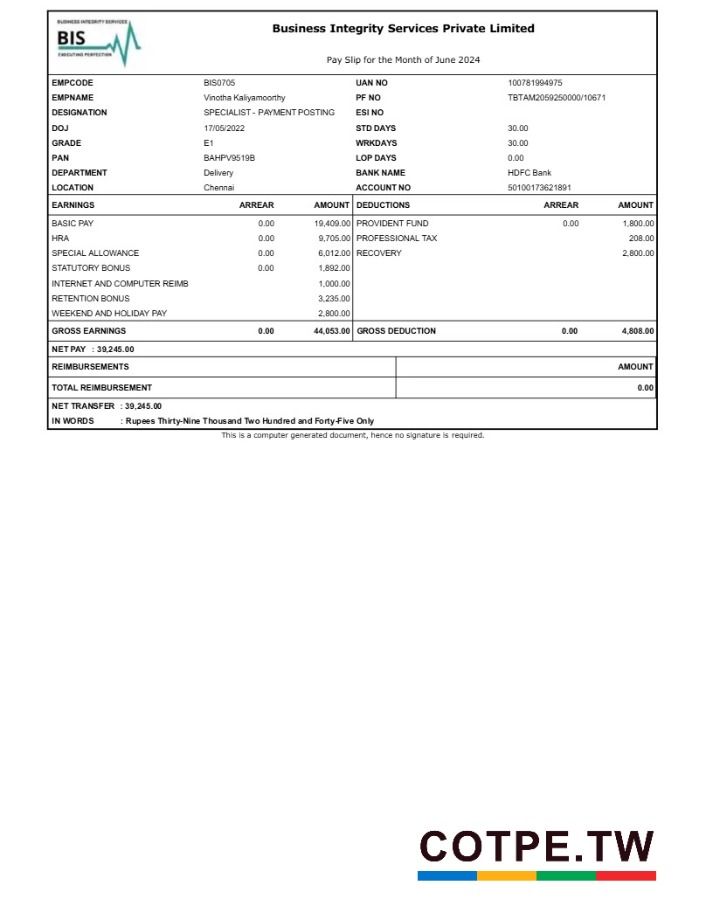 BUSINESS INTEGRITY SERVICES
BIS
EXECUTING PERFECTION
Business Integrity Services Private Limited
Pay Slip for the Month of June 2024
EMPCODE BIS0705 UAN NO 100781994975
EMPNAME Vinotha Kaliyamoorthy PF NO TBTAM2059250000/10671
DESIGNATION SPECIALIST - PAYMENT POSTING ESI NO
DOJ 17/05/2022 STD DAYS 30.00
GRADE E1 WRKDAYS 30.00
PAN BAHPV9519B LOP DAYS 0.00
DEPARTMENT Delivery BANK NAME HDFC Bank
LOCATION Chennai ACCOUNT NO 50100173621891
EARNINGS ARREAR AMOUNT DEDUCTIONS ARREAR AMOUNT
BASIC PAY 0.00 19,409.00 PROVIDENT FUND 0.00 1,800.00
HRA 0.00 9,705.00 PROFESSIONAL TAX 208.00
SPECIAL ALLOWANCE 0.00 6,012.00 RECOVERY 2,800.00
STATUTORY BONUS 0.00 1,892.00
INTERNET AND COMPUTER REIMB 1,000.00
RETENTION BONUS 3,235.00
WEEKEND AND HOLIDAY PAY 2,800.00
GROSS EARNINGS 0.00 44,053.00 GROSS DEDUCTION 0.00 4,808.00
NET PAY : 39,245.00
REIMBURSEMENTS AMOUNT
TOTAL REIMBURSEMENT 0.00
NET TRANSFER : 39,245.00
IN WORDS : Rupees Thirty-Nine Thousand Two Hundred and Forty-Five Only
This is a computer generated document, hence no signature is required.
COTPE.TW